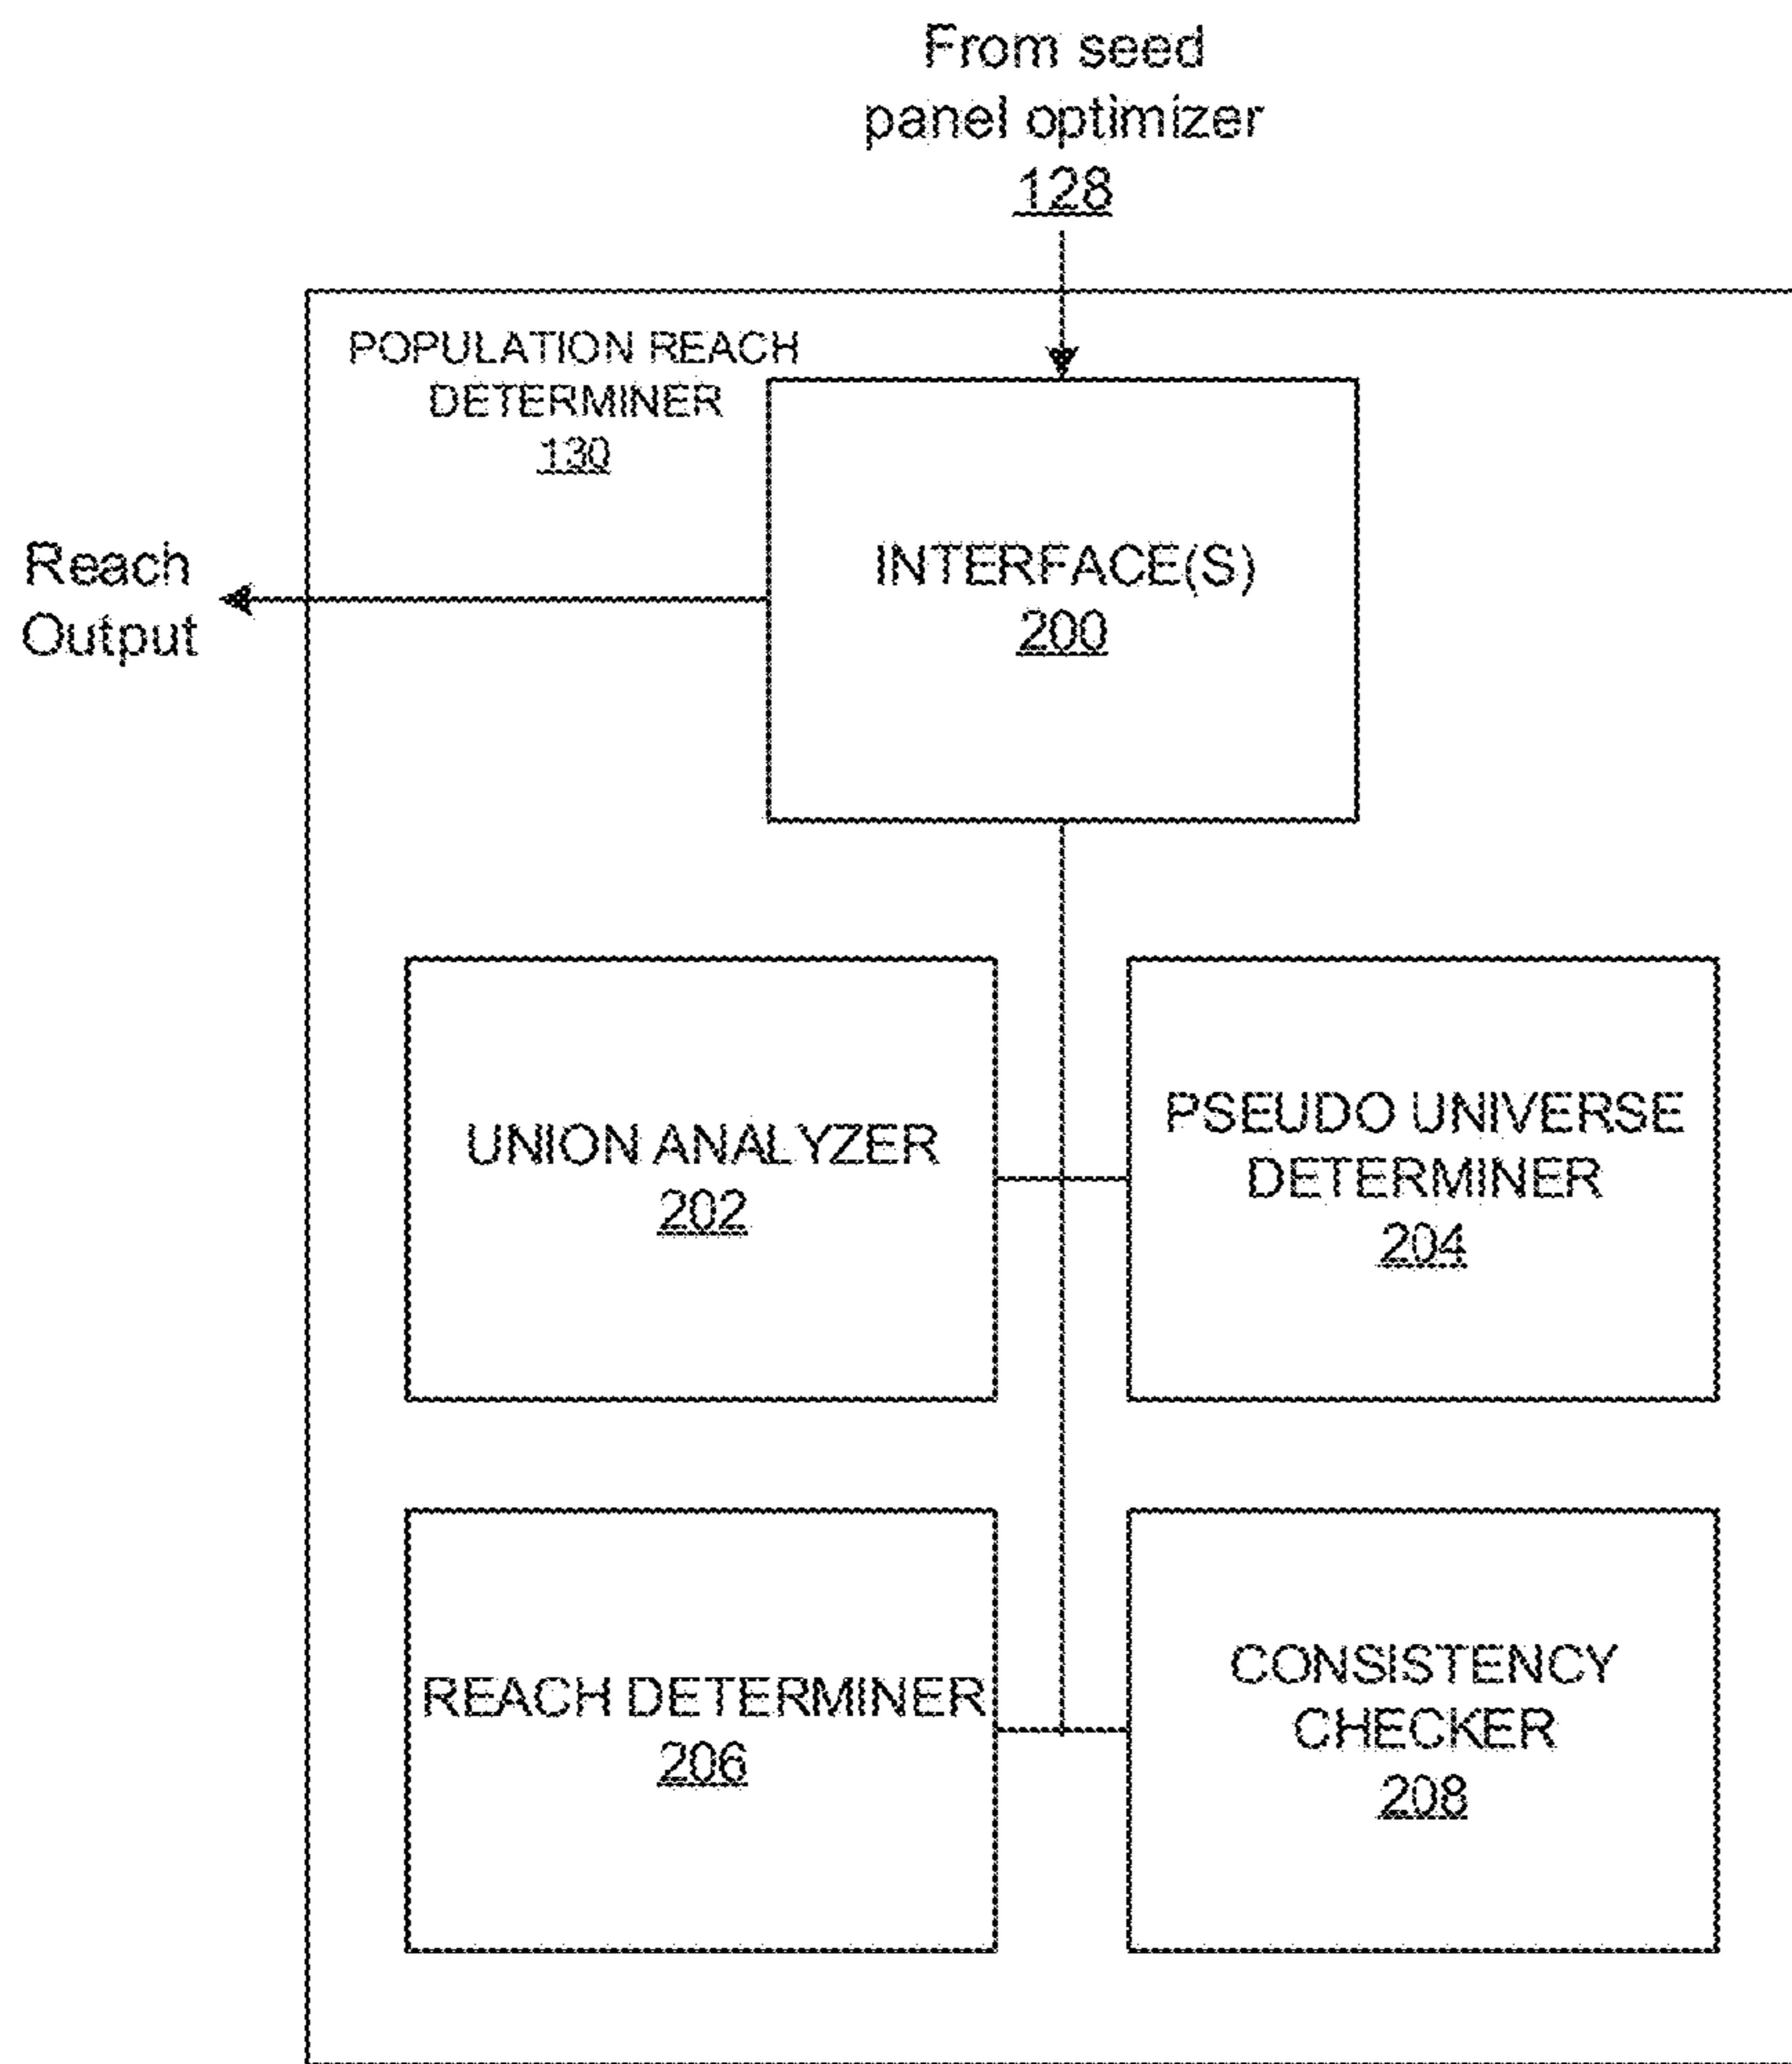 From seed
panel optimizer
128
POPULATION REACH
DETERMINER
130
Reach
Output
INTERFACE(S)
200
UNION ANALYZER
202
PSEUDO UNIVERSE
DETERMINER
204
REACH DETERMINER
206
CONSISTENCY
CHECKER
208